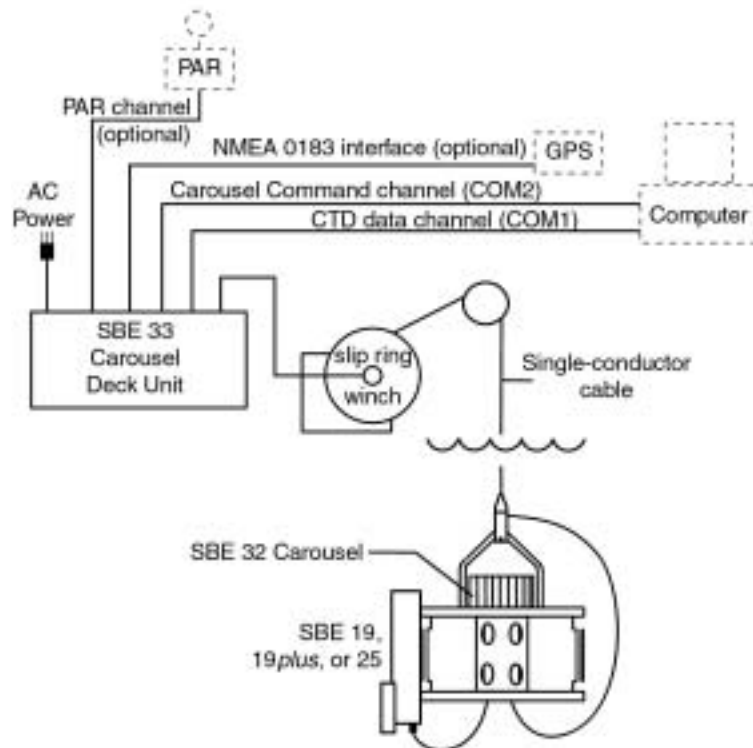 PAR
PAR channel
(optional)
NMEA 0183 interface (optional)
GPS
AC
Power
Carousel Command channel (COM2)
CTD data channel (COM1)
Computer
SBE 33
Carousel
Deck Unit
slip ring
winch
Single-conductor
cable
SBE 32 Carousel
SBE 19,
19plus, or 25